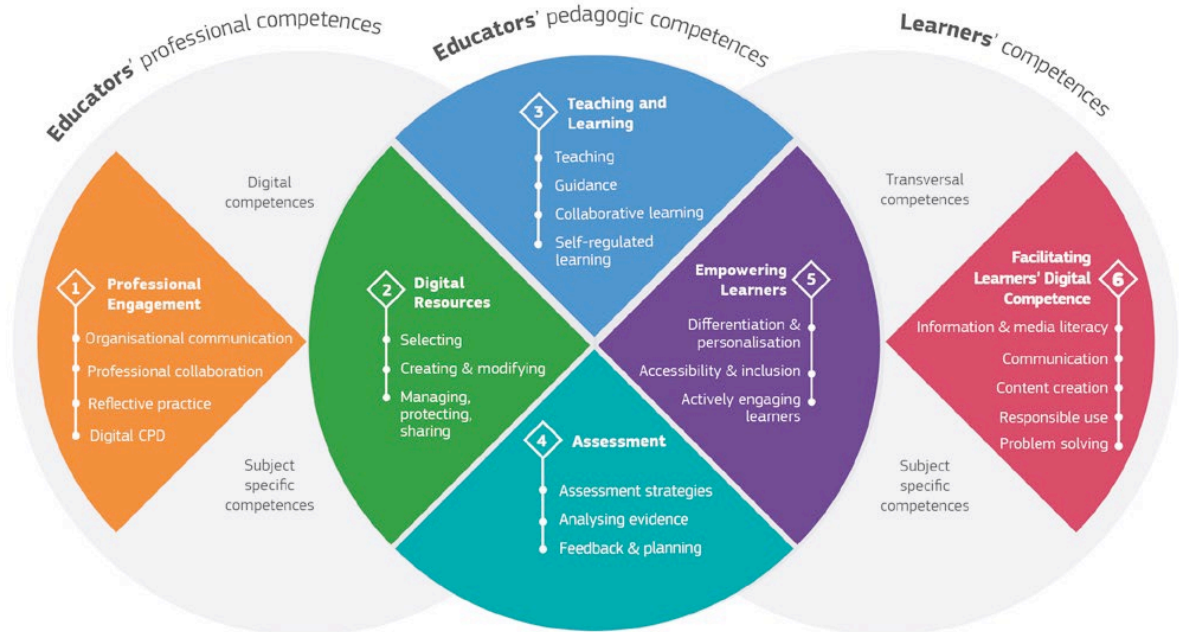 Educators' professional competences
Educators' pedagogic competences
Learners' competences
Digital
competences
Subject
specific
competences
1
Professional
Engagement
Organisational communication
Professional collaboration
Reflective practice
Digital CPD
2
Digital
Resources
Selecting
Creating & modifying
Managing,
protecting,
sharing
3
Teaching and
Learning
Teaching
Guidance
Collaborative learning
Self-regulated
learning
4
Assessment
Assessment strategies
Analysing evidence
Feedback & planning
Empowering
Learners
5
Differentiation &
personalisation
Accessibility & inclusion
Actively engaging
learners
Transversal
competences
Subject
specific
competences
Facilitating
Learners' Digital
Competence
6
Information & media literacy
Communication
Content creation
Responsible use
Problem solving